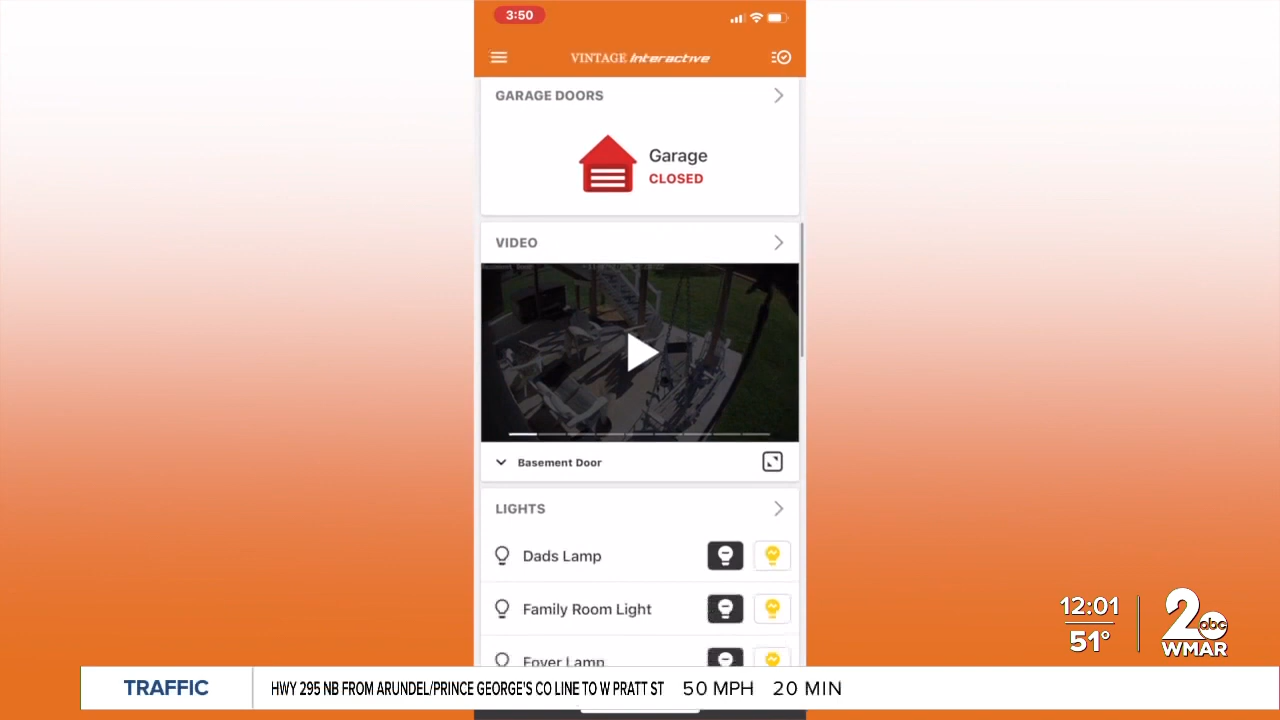 3:50
VINTAGE Interactive
GARAGE DOORS
Garage
CLOSED
VIDEO
Basement Door
LIGHTS
Dads Lamp
Family Room Light
Foyer Lamp
12:01
51°
2
abc
WMAR
TRAFFIC
HWY 295 NB FROM ARUNDEL/PRINCE GEORGE'S CO LINE TO W PRATT ST 50 MPH 20 MIN